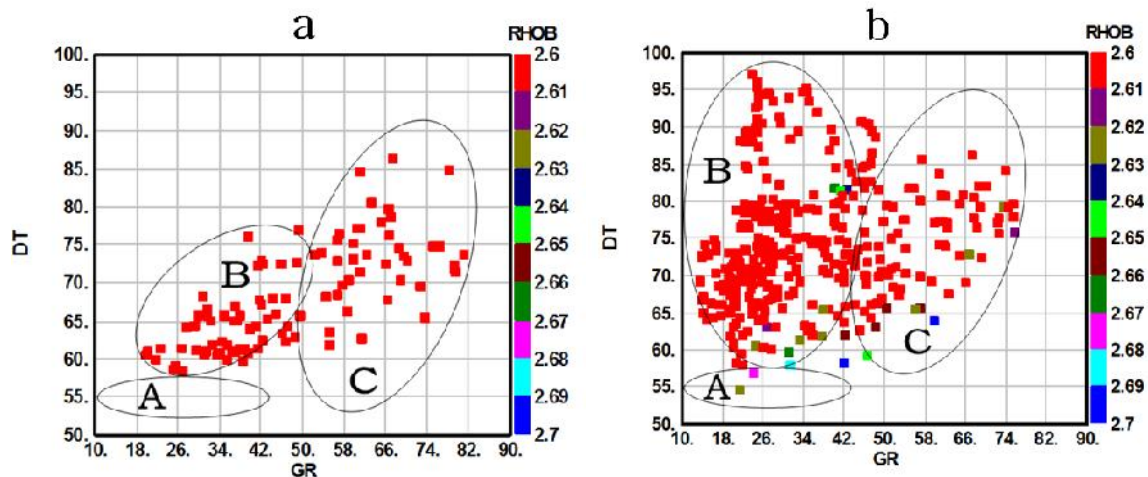 a
RHOB
100.
95.
90.
85.
80.
75.
70.
65.
60.
55.
50.
DT
B
C
A
10. 18. 26. 34. 42. 50. 58. 66. 74. 82. 90.
GR
2.6
2.61
2.62
2.63
2.64
2.65
2.66
2.67
2.68
2.69
2.7
b
RHOB
100.
95.
90.
85.
80.
75.
70.
65.
60.
55.
50.
DT
B
C
A
10. 18. 26. 34. 42. 50. 58. 66. 74. 82. 90.
GR
2.6
2.61
2.62
2.63
2.64
2.65
2.66
2.67
2.68
2.69
2.7